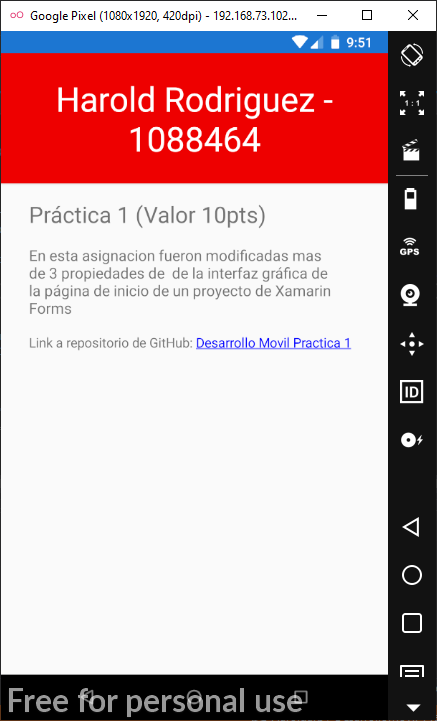 Google Pixel (1080x1920, 420dpi) - 192.168.73.102...
9:51
Harold Rodriguez -
1088464
1:1
Práctica 1 (Valor 10pts)
GPS
En esta asignacion fueron modificadas mas
de 3 propiedades de de la interfaz gráfica de
la página de inicio de un proyecto de Xamarin
Forms
Link a repositorio de GitHub: Desarrollo Movil Practica 1
ID
Free for personal use